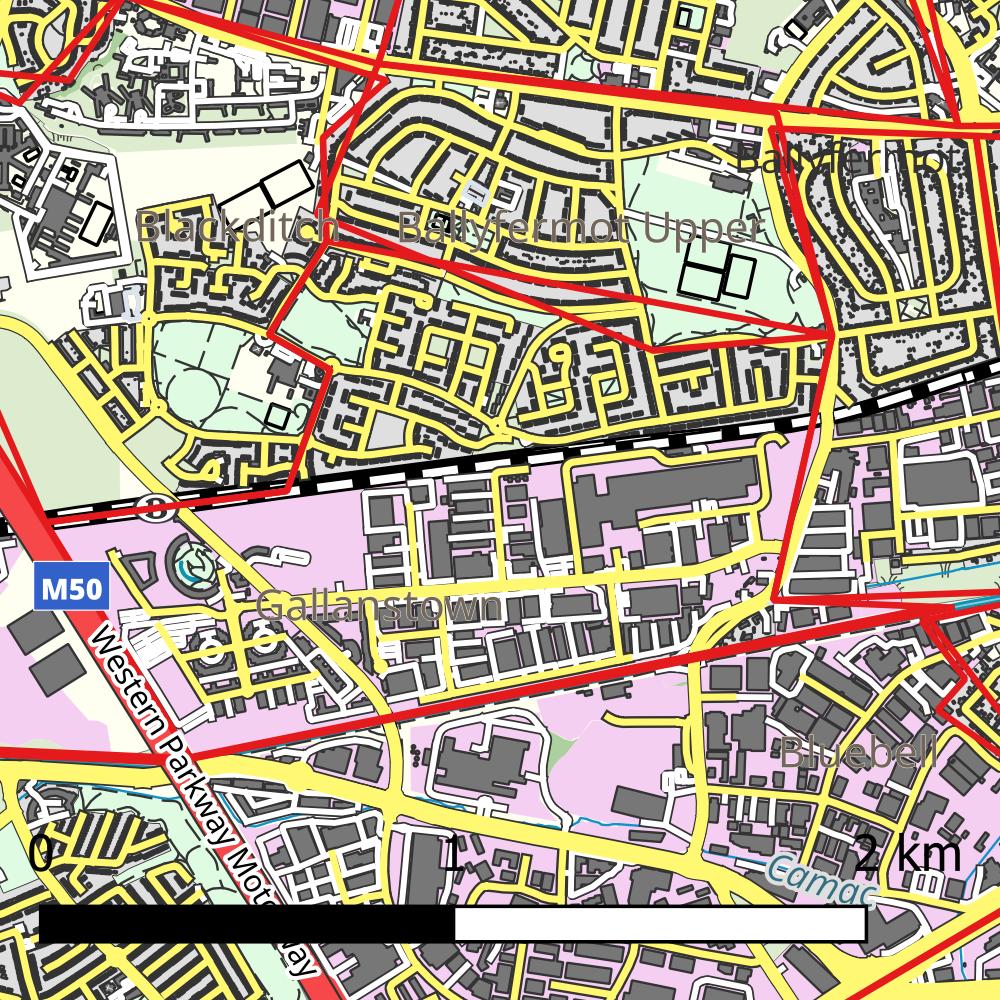 Ballyfermot
Blackditch
Ballyfermot Upper
M50
Gallanstown
Western Parkway Motorway
Bluebell
Camac
0 1 2 km